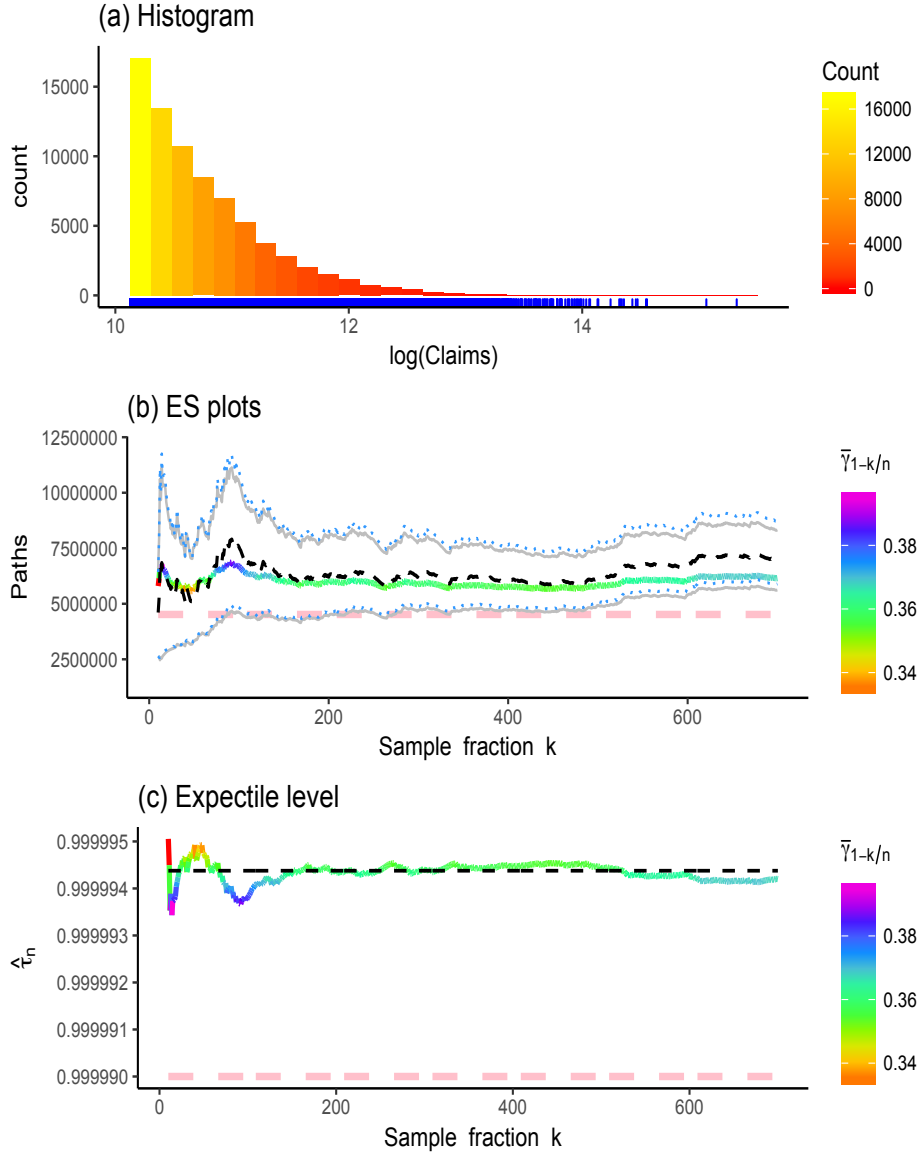 (a) Histogram
15000
10000
5000
0
count
10 12 14
log(Claims)
Count
16000
12000
8000
4000
0
(b) ES plots
12500000
10000000
7500000
5000000
2500000
Paths
0 200 400 600
Sample fraction k
γ̅1−k/n
0.38
0.36
0.34
(c) Expectile level
0.999995
0.999994
0.999993
0.999992
0.999991
0.999990
τ̂n
0 200 400 600
Sample fraction k
γ̅1−k/n
0.38
0.36
0.34